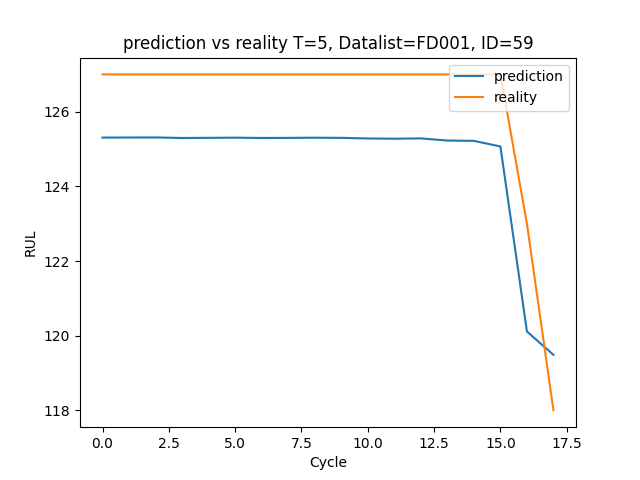 prediction vs reality T=5, Datalist=FD001, ID=59
prediction
reality
126
124
122
120
118
RUL
0.0 2.5 5.0 7.5 10.0 12.5 15.0 17.5
Cycle